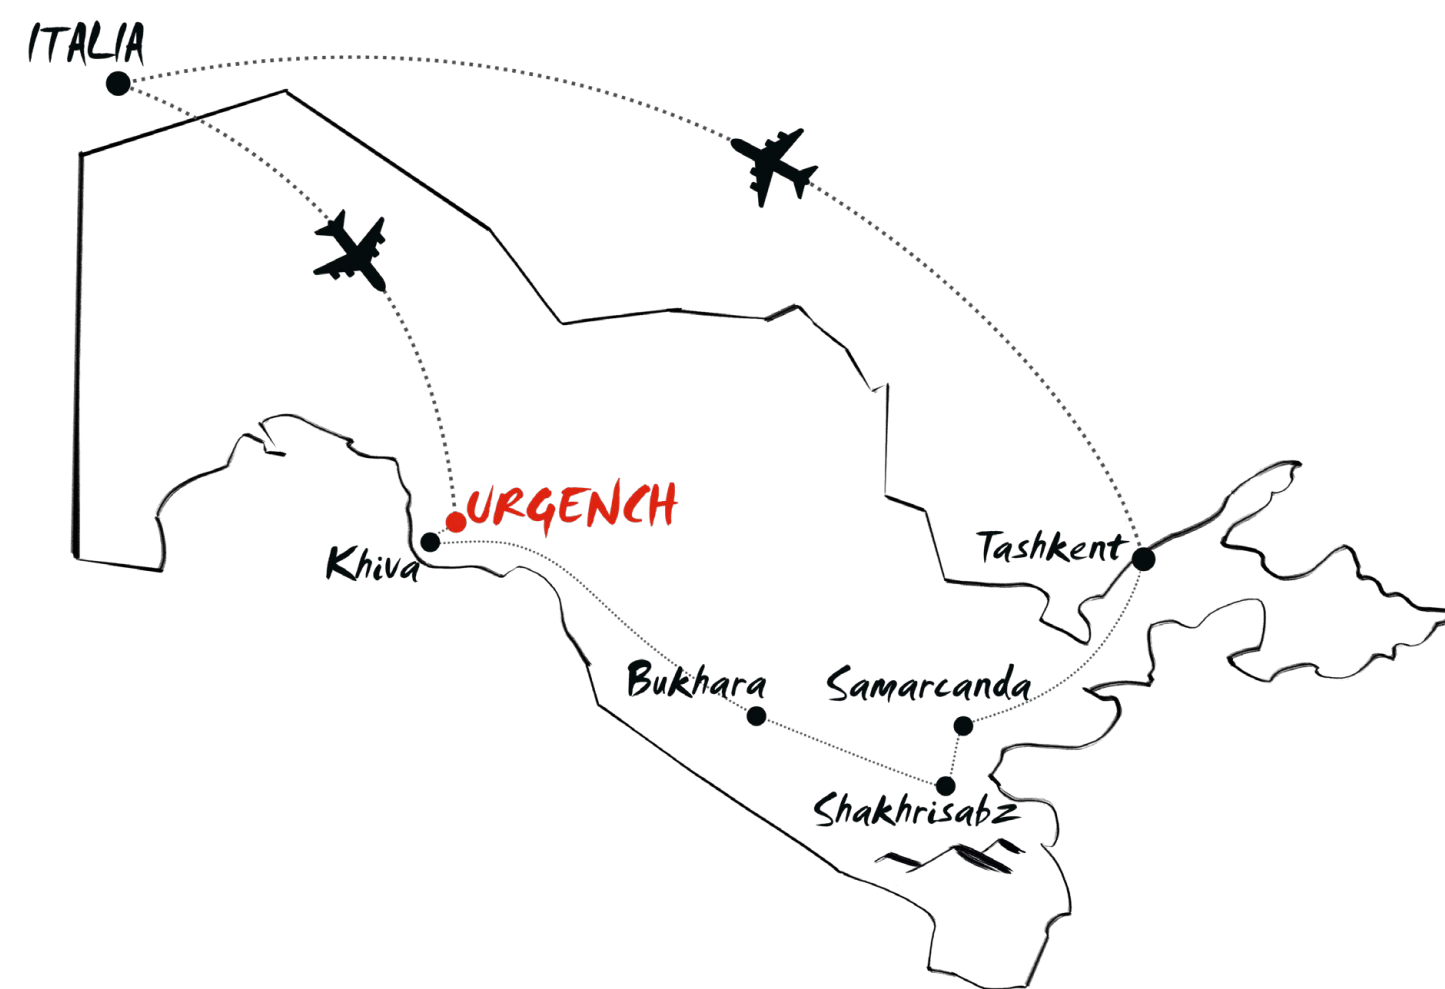 ITALIA
URGENCH
Khiva
Tashkent
Bukhara
Samarcanda
Shakhrisabz